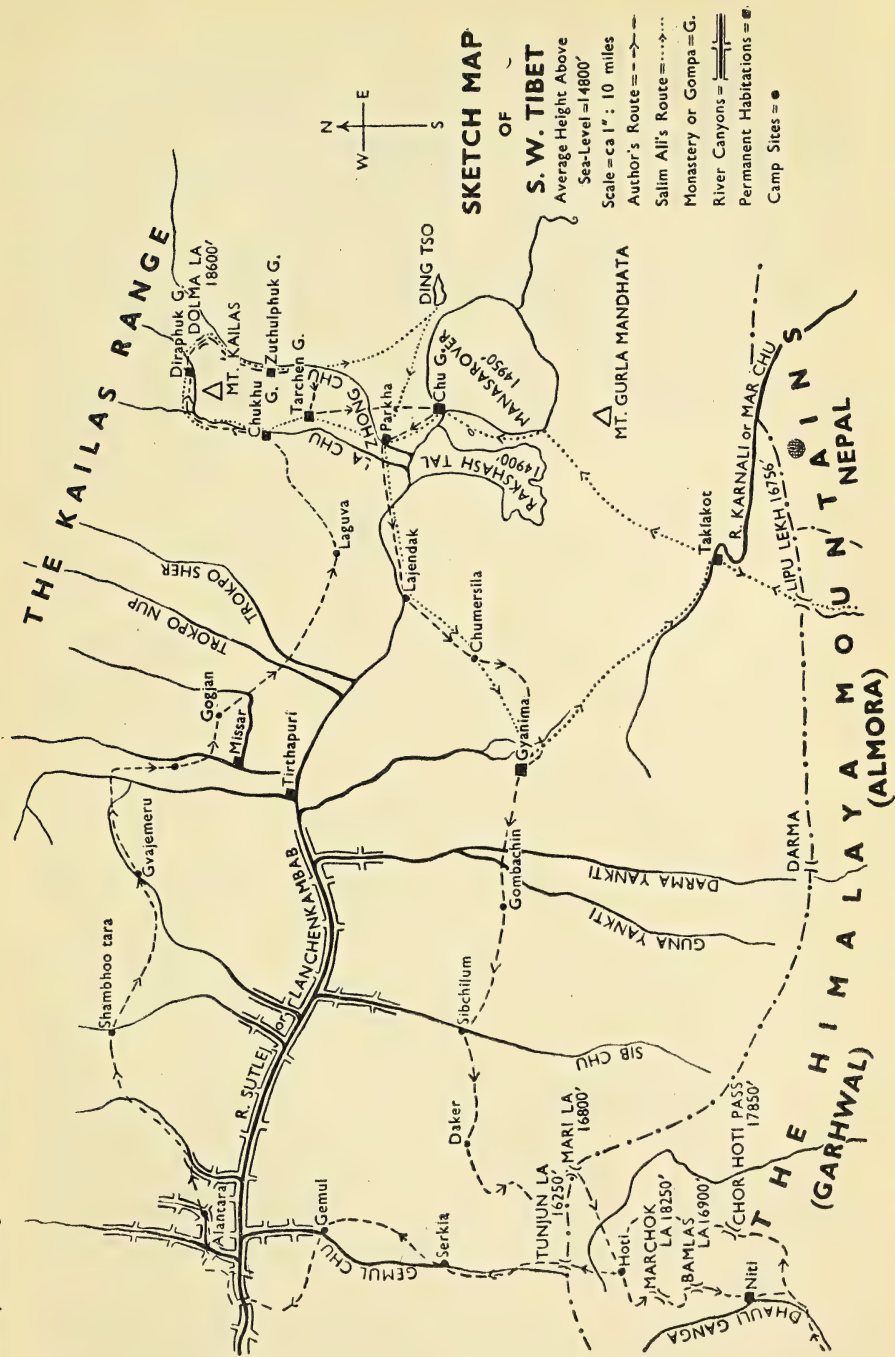 SKETCH MAP
OF
S. W. TIBET
Average Height Above
Sea-Level = 14800'
Scale = ca 1" : 10 miles
Author's Route =
Salim Ali's Route =
Monastery or Gompa = G.
River Canyons =
Permanent Habitations =
Camp Sites =
N
W
E
S
THE KAILAS RANGE
Diraphuk G.
DOLMA LA
18600'
MT. KAILAS
Zuthulphuk G.
Chukhu
G.
Tarchen G.
LA CHU
ZHONG CHU
Parkha
DING TSO
Chu G.
MANASAROVER
14950'
RAKSHASH TAL
14900'
MT. GURLA MANDHATA
Laguva
TROKPO SHER
TROKPO NUP
Lajendak
Chumersila
Gogjan
Missar
Tirthapuri
Gyanima
Taklakot
R. KARNALI or MAR CHU
LIPU LEKH 16756'
NEPAL
Gvajemeru
Shambhoo tara
R. SUTLEJ
or
LANCHENKAMBAB
Gombachin
DARMA YANKTI
GUNA YANKTI
DARMA
Sibchilum
SIB CHU
Daker
Alantara
Gemul
GEMUL CHU
Serkia
TUNJUN LA
16250'
MARI LA
16800'
Hoti
MARCHOK
LA 18250'
BAMLAS
LA 16900'
CHOR HOTI PASS
17850'
Niti
DHAULI GANGA
THE HIMALAYA MOUNTAINS
(GARHWAL)
(ALMORA)